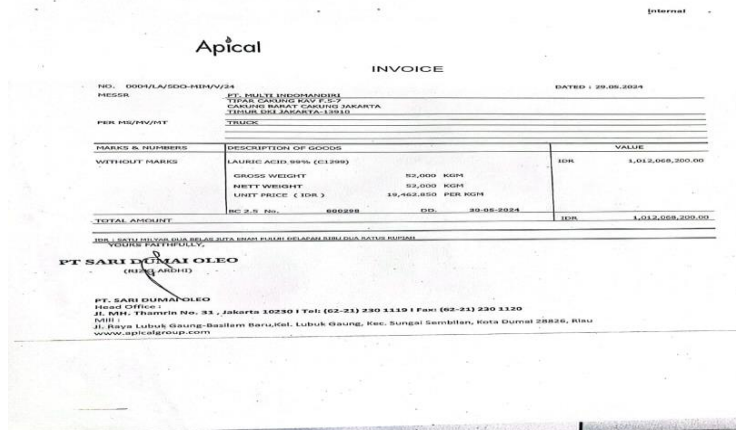 Internal
Apical
INVOICE
NO. 0004/LA/SDO-MIM/V/24 DATED : 29.05.2024
MESSR PT. MULTI INDOMANDIRI
TIPAR CAKUNG KAV F.5-7
CAKUNG BARAT CAKUNG JAKARTA
TIMUR DKI JAKARTA-13910
PER MS/MV/MT TRUCK
MARKS & NUMBERS DESCRIPTION OF GOODS VALUE
WITHOUT MARKS LAURIC ACID 99% (C1299) IDR 1,012,068,200.00
GROSS WEIGHT 52,000 KGM
NETT WEIGHT 52,000 KGM
UNIT PRICE ( IDR ) 19,462.850 PER KGM
BC 2.5 No. 600298 DD. 30-05-2024
TOTAL AMOUNT IDR 1,012,068,200.00
IDR : SATU MILYAR DUA BELAS JUTA ENAM PULUH DELAPAN RIBU DUA RATUS RUPIAH
YOURS FAITHFULLY,
PT SARI DUMAI OLEO
(RIZKI ARDHI)
PT. SARI DUMAI OLEO
Head Office :
Jl. MH. Thamrin No. 31 , Jakarta 10230 I Tel: (62-21) 230 1119 I Fax: (62-21) 230 1120
Mill :
Jl. Raya Lubuk Gaung-Basilam Baru,Kel. Lubuk Gaung, Kec. Sungai Sembilan, Kota Dumai 28826, Riau
www.apicalgroup.com